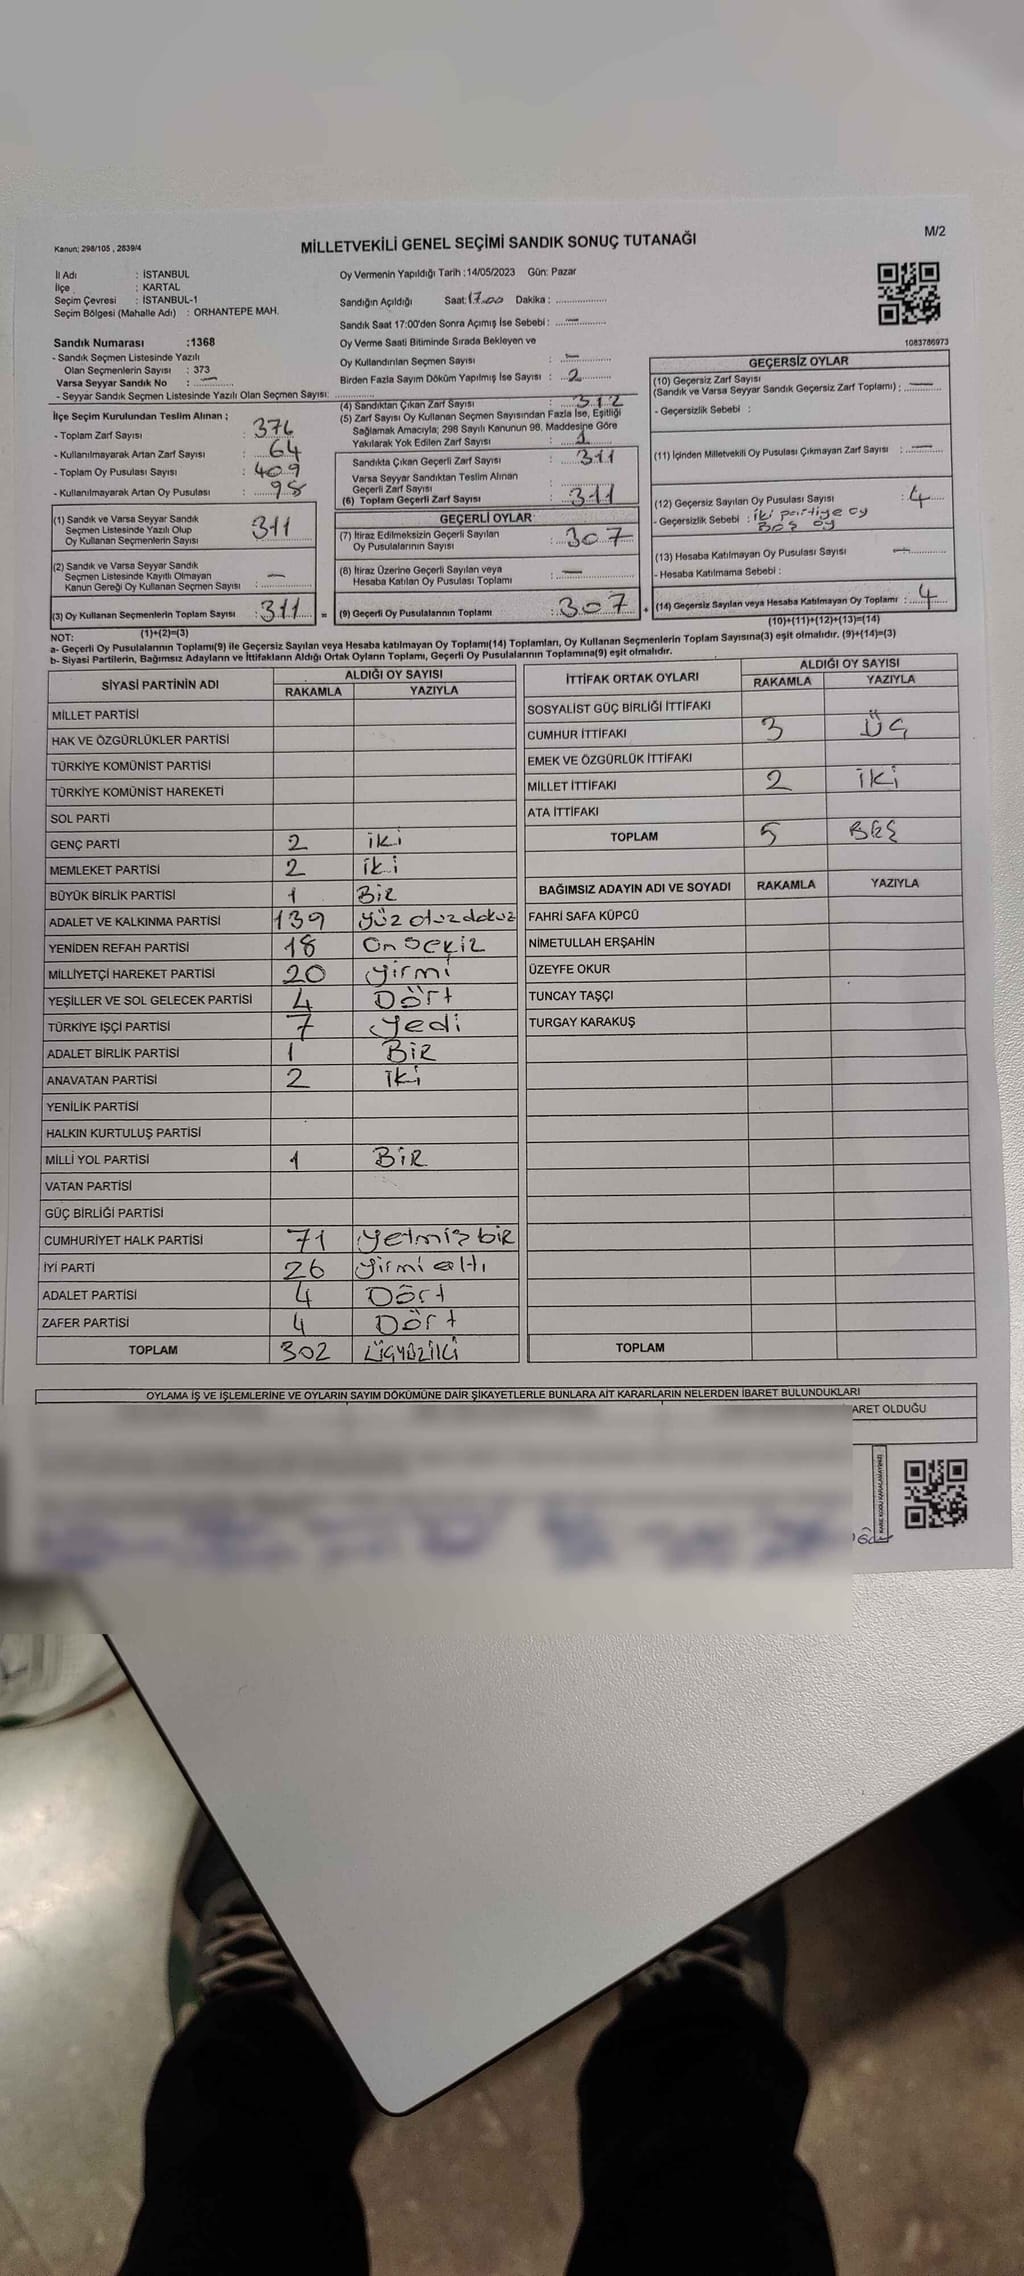 M/2
Kanun; 298/105 , 2839/4
MİLLETVEKİLİ GENEL SEÇİMİ SANDIK SONUÇ TUTANAĞI
İl Adı : İSTANBUL
İlçe : KARTAL
Seçim Çevresi : İSTANBUL-1
Seçim Bölgesi (Mahalle Adı) : ORHANTEPE MAH.
Sandık Numarası :1368
- Sandık Seçmen Listesinde Yazılı
Olan Seçmenlerin Sayısı : 373
Varsa Seyyar Sandık No : —
- Seyyar Sandık Seçmen Listesinde Yazılı Olan Seçmen Sayısı:
Oy Vermenin Yapıldığı Tarih :14/05/2023 Gün: Pazar
Sandığın Açıldığı Saat:17.00 Dakika :
Sandık Saat 17:00'den Sonra Açımış İse Sebebi : —
Oy Verme Saati Bitiminde Sırada Bekleyen ve
Oy Kullandırılan Seçmen Sayısı : —
Birden Fazla Sayım Döküm Yapılmış İse Sayısı : 2
1083786973
İlçe Seçim Kurulundan Teslim Alınan ;
- Toplam Zarf Sayısı : 376
- Kullanılmayarak Artan Zarf Sayısı : 64
- Toplam Oy Pusulası Sayısı : 409
- Kullanılmayarak Artan Oy Pusulası : 98
(1) Sandık ve Varsa Seyyar Sandık
Seçmen Listesinde Yazılı Olup
Oy Kullanan Seçmenlerin Sayısı 311
(2) Sandık ve Varsa Seyyar Sandık
Seçmen Listesinde Kayıtlı Olmayan
Kanun Gereği Oy Kullanan Seçmen Sayısı : —
(3) Oy Kullanan Seçmenlerin Toplam Sayısı : 311 =
(1)+(2)=(3)
(4) Sandıktan Çıkan Zarf Sayısı : 312
(5) Zarf Sayısı Oy Kullanan Seçmen Sayısından Fazla İse, Eşitliği
Sağlamak Amacıyla; 298 Sayılı Kanunun 98. Maddesine Göre
Yakılarak Yok Edilen Zarf Sayısı : 1
Sandıkta Çıkan Geçerli Zarf Sayısı : 311
Varsa Seyyar Sandıktan Teslim Alınan
Geçerli Zarf Sayısı :
(6) Toplam Geçerli Zarf Sayısı : 311
GEÇERLİ OYLAR
(7) İtiraz Edilmeksizin Geçerli Sayılan
Oy Pusulalarının Sayısı : 307
(8) İtiraz Üzerine Geçerli Sayılan veya
Hesaba Katılan Oy Pusulası Toplamı : —
(9) Geçerli Oy Pusulalarının Toplamı : 307 +
GEÇERSİZ OYLAR
(10) Geçersiz Zarf Sayısı
(Sandık ve Varsa Seyyar Sandık Geçersiz Zarf Toplamı) : —
- Geçersizlik Sebebi :
(11) İçinden Milletvekili Oy Pusulası Çıkmayan Zarf Sayısı : —
(12) Geçersiz Sayılan Oy Pusulası Sayısı : 4
- Geçersizlik Sebebi : iki partiye oy
Boş oy
(13) Hesaba Katılmayan Oy Pusulası Sayısı —
- Hesaba Katılmama Sebebi :
(14) Geçersiz Sayılan veya Hesaba Katılmayan Oy Toplamı : 4
(10)+(11)+(12)+(13)=(14)
NOT:
a- Geçerli Oy Pusulalarının Toplamı(9) ile Geçersiz Sayılan veya Hesaba katılmayan Oy Toplamı(14) Toplamları, Oy Kullanan Seçmenlerin Toplam Sayısına(3) eşit olmalıdır. (9)+(14)=(3)
b- Siyasi Partilerin, Bağımsız Adayların ve İttifakların Aldığı Ortak Oyların Toplamı, Geçerli Oy Pusulalarının Toplamına(9) eşit olmalıdır.
SİYASİ PARTİNİN ADI ALDIĞI OY SAYISI
RAKAMLA YAZIYLA
MİLLET PARTİSİ
HAK VE ÖZGÜRLÜKLER PARTİSİ
TÜRKİYE KOMÜNİST PARTİSİ
TÜRKİYE KOMÜNİST HAREKETİ
SOL PARTİ
GENÇ PARTİ 2 iki
MEMLEKET PARTİSİ 2 iki
BÜYÜK BİRLİK PARTİSİ 1 BiR
ADALET VE KALKINMA PARTİSİ 139 yüz otuz dokuz
YENİDEN REFAH PARTİSİ 18 On sekiz
MİLLİYETÇİ HAREKET PARTİSİ 20 yirmi
YEŞİLLER VE SOL GELECEK PARTİSİ 4 Dört
TÜRKİYE İŞÇİ PARTİSİ 7 yedi
ADALET BİRLİK PARTİSİ 1 BiR
ANAVATAN PARTİSİ 2 iki
YENİLİK PARTİSİ
HALKIN KURTULUŞ PARTİSİ
MİLLİ YOL PARTİSİ 1 BiR
VATAN PARTİSİ
GÜÇ BİRLİĞİ PARTİSİ
CUMHURİYET HALK PARTİSİ 71 yetmiş bir
İYİ PARTİ 26 yirmi altı
ADALET PARTİSİ 4 Dört
ZAFER PARTİSİ 4 Dört
TOPLAM 302 ÜÇYÜZİKİ
İTTİFAK ORTAK OYLARI ALDIĞI OY SAYISI
RAKAMLA YAZIYLA
SOSYALİST GÜÇ BİRLİĞİ İTTİFAKI
CUMHUR İTTİFAKI 3 ÜÇ
EMEK VE ÖZGÜRLÜK İTTİFAKI
MİLLET İTTİFAKI 2 iKi
ATA İTTİFAKI
TOPLAM 5 BEŞ
BAĞIMSIZ ADAYIN ADI VE SOYADI RAKAMLA YAZIYLA
FAHRİ SAFA KÜPCÜ
NİMETULLAH ERŞAHİN
ÜZEYFE OKUR
TUNCAY TAŞÇI
TURGAY KARAKUŞ
TOPLAM
OYLAMA İŞ VE İŞLEMLERİNE VE OYLARIN SAYIM DÖKÜMÜNE DAİR ŞİKAYETLERLE BUNLARA AİT KARARLARIN NELERDEN İBARET BULUNDUKLARI
ARET OLDUĞU